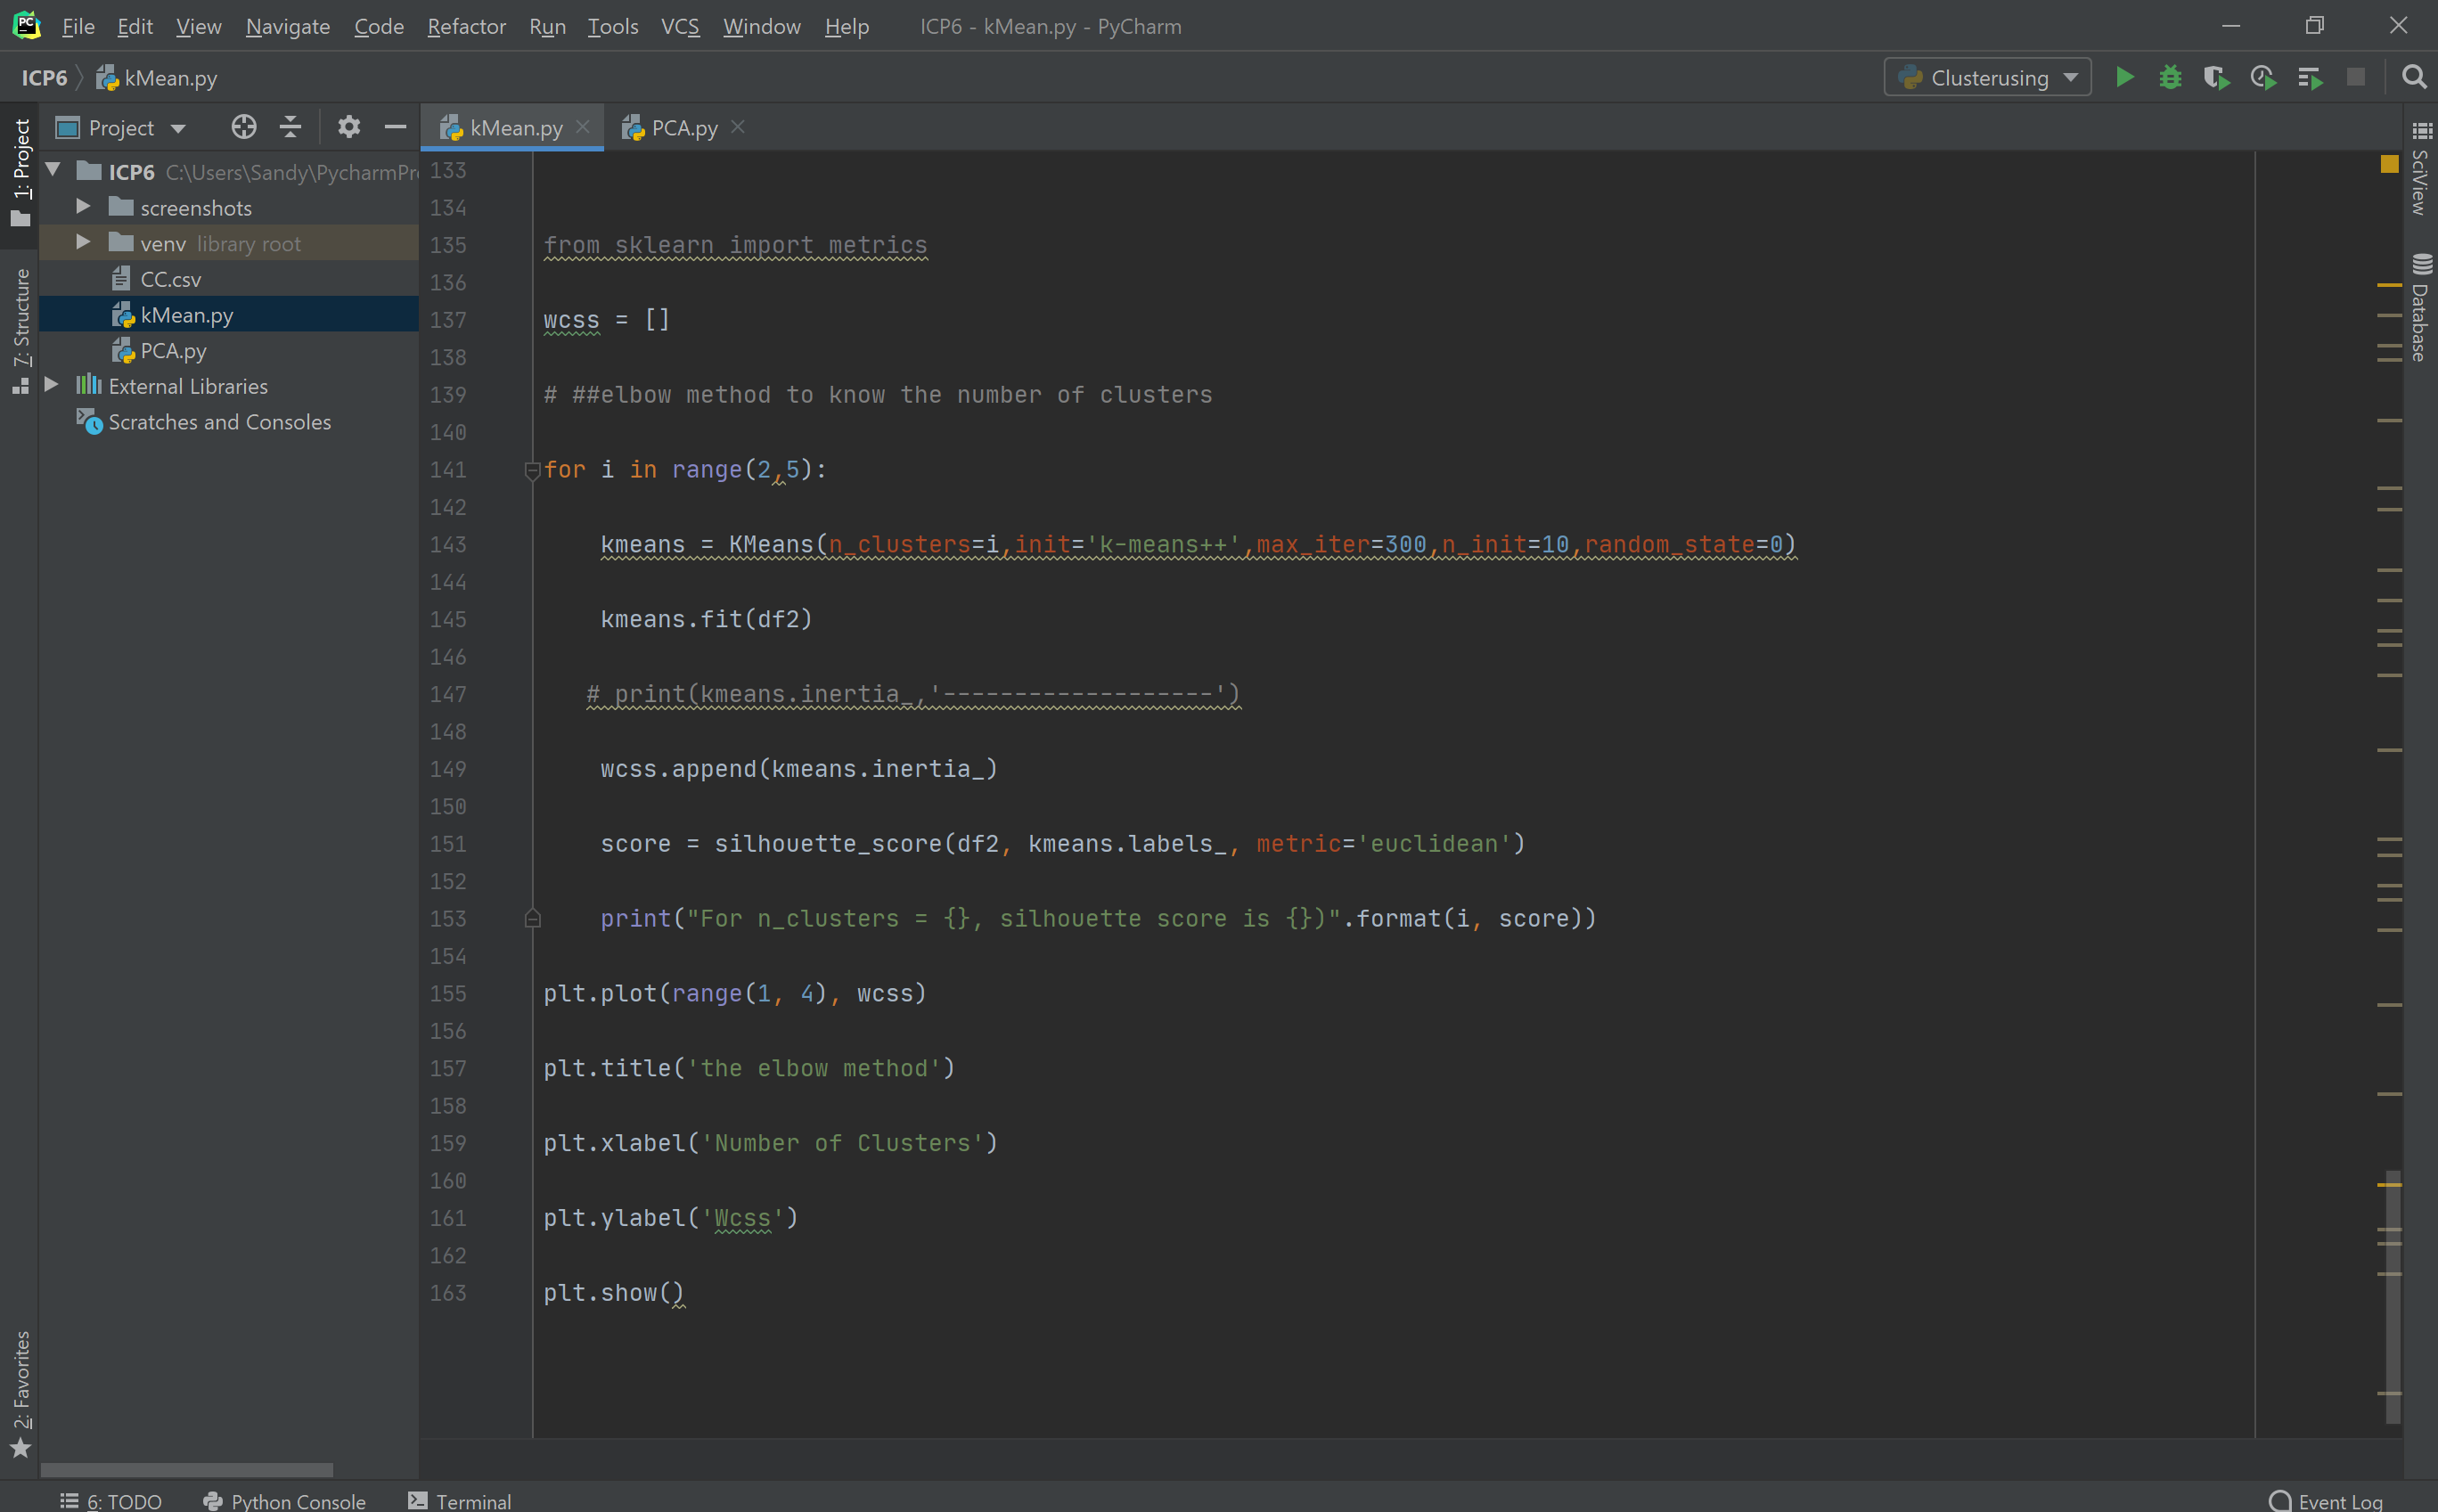 File Edit View Navigate Code Refactor Run Tools VCS Window Help ICP6 - kMean.py - PyCharm
ICP6 kMean.py Clusterusing
1: Project
7: Structure
2: Favorites
Project
ICP6 C:\Users\Sandy\PycharmPr
screenshots
venv library root
CC.csv
kMean.py
PCA.py
External Libraries
Scratches and Consoles
kMean.py PCA.py
133
134
135 from sklearn import metrics
136
137 wcss = []
138
139 # ##elbow method to know the number of clusters
140
141 for i in range(2,5):
142
143 kmeans = KMeans(n_clusters=i,init='k-means++',max_iter=300,n_init=10,random_state=0)
144
145 kmeans.fit(df2)
146
147 # print(kmeans.inertia_,'-------------------')
148
149 wcss.append(kmeans.inertia_)
150
151 score = silhouette_score(df2, kmeans.labels_, metric='euclidean')
152
153 print("For n_clusters = {}, silhouette score is {})".format(i, score))
154
155 plt.plot(range(1, 4), wcss)
156
157 plt.title('the elbow method')
158
159 plt.xlabel('Number of Clusters')
160
161 plt.ylabel('Wcss')
162
163 plt.show()
SciView
Database
6: TODO Python Console Terminal Event Log